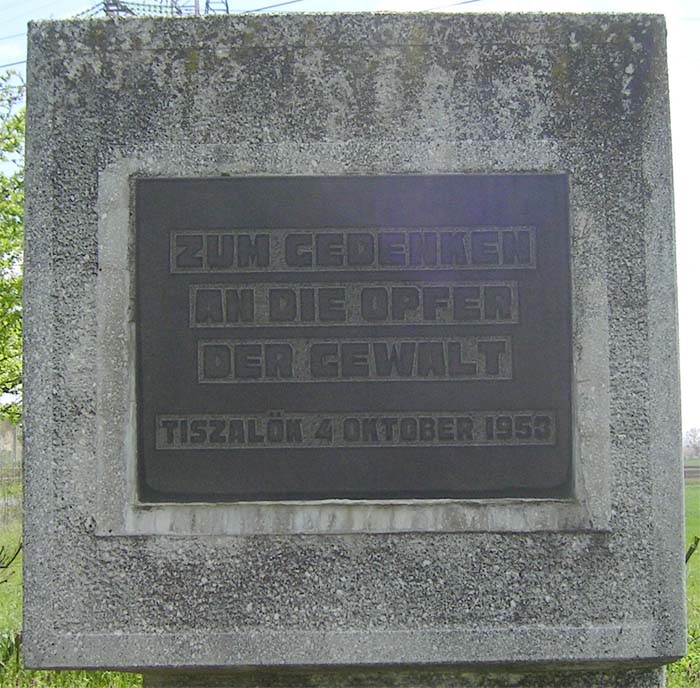 ZUM GEDENKEN
AN DIE OPFER
DER GEWALT
TISZALÖK 4 OKTOBER 1953